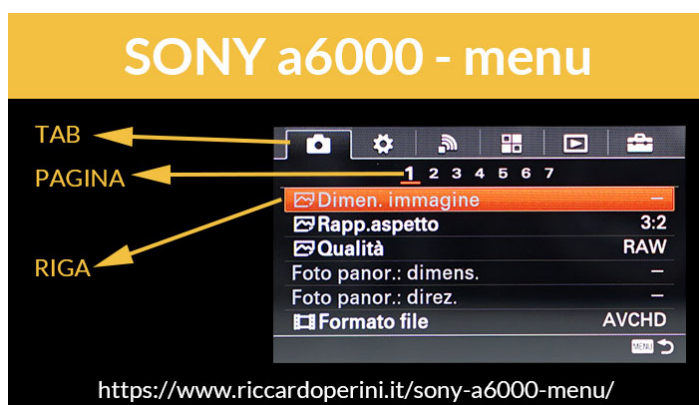 SONY a6000 - menu
TAB
PAGINA
1 2 3 4 5 6 7
Dimen. immagine –
Rapp.aspetto 3:2
Qualità RAW
RIGA
Foto panor.: dimens. –
Foto panor.: direz. –
Formato file AVCHD
MENU
https://www.riccardoperini.it/sony-a6000-menu/